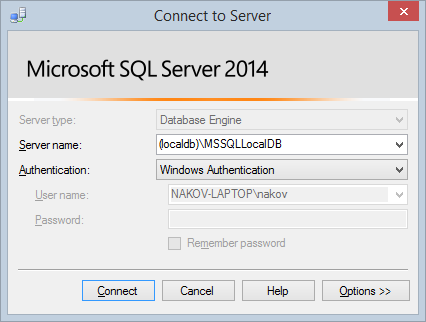 Connect to Server
Microsoft SQL Server 2014
Server type: Database Engine
Server name: (localdb)\MSSQLLocalDB
Authentication: Windows Authentication
User name: NAKOV-LAPTOP\nakov
Password:
Remember password
Connect Cancel Help Options >>